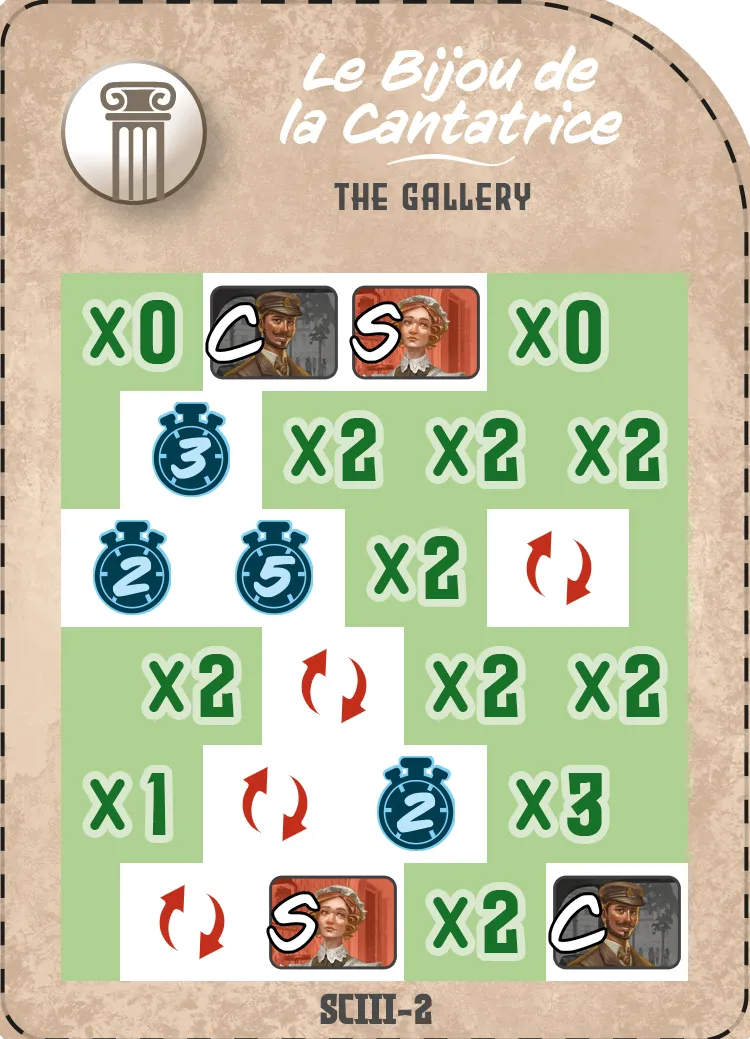 Le Bijou de
la Cantatrice
THE GALLERY
X0 C S X0
3 X2 X2 X2
2 5 X2
X2 X2 X2
X1 2 X3
S X2 C
SCIII-2